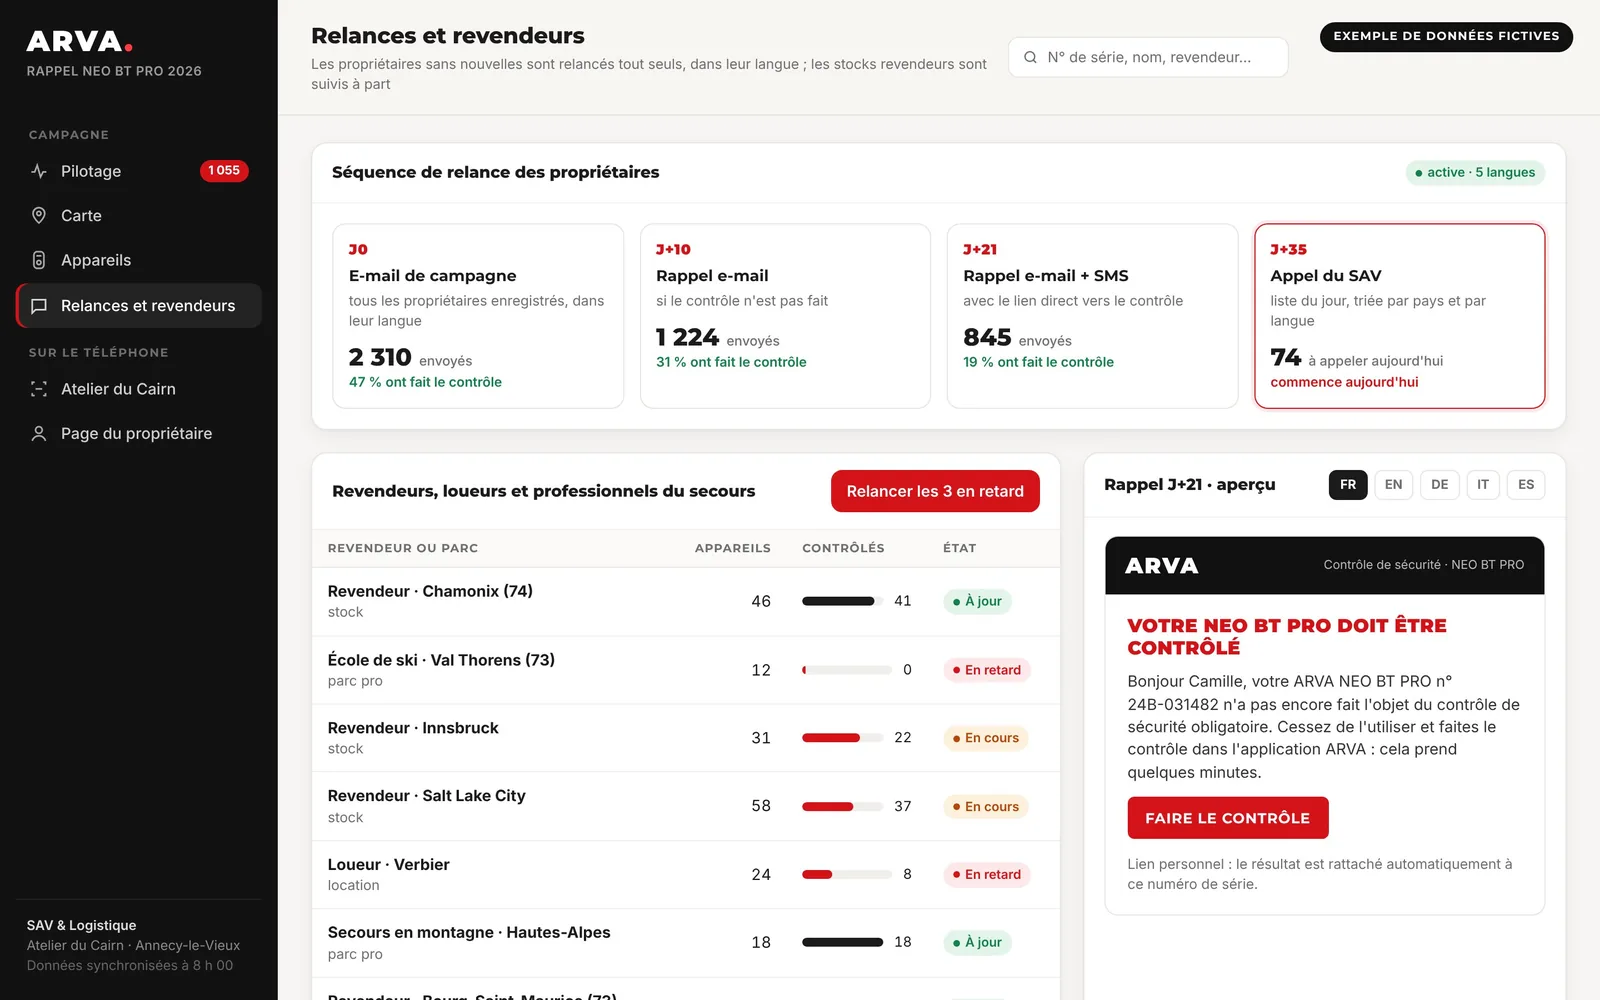 ARVA.
RAPPEL NEO BT PRO 2026
CAMPAGNE
Pilotage
1 055
Carte
Appareils
Relances et revendeurs
SUR LE TÉLÉPHONE
Atelier du Cairn
Page du propriétaire
SAV & Logistique
Atelier du Cairn · Annecy-le-Vieux
Données synchronisées à 8 h 00
Relances et revendeurs
Les propriétaires sans nouvelles sont relancés tout seuls, dans leur langue ; les stocks revendeurs sont
suivis à part
N° de série, nom, revendeur...
EXEMPLE DE DONNÉES FICTIVES
Séquence de relance des propriétaires
active · 5 langues
J0
E-mail de campagne
tous les propriétaires enregistrés, dans
leur langue
2 310 envoyés
47 % ont fait le contrôle
J+10
Rappel e-mail
si le contrôle n'est pas fait
1 224 envoyés
31 % ont fait le contrôle
J+21
Rappel e-mail + SMS
avec le lien direct vers le contrôle
845 envoyés
19 % ont fait le contrôle
J+35
Appel du SAV
liste du jour, triée par pays et par
langue
74 à appeler aujourd'hui
commence aujourd'hui
Revendeurs, loueurs et professionnels du secours
Relancer les 3 en retard
REVENDEUR OU PARC APPAREILS CONTRÔLÉS ÉTAT
Revendeur · Chamonix (74)
stock
46 41 À jour
École de ski · Val Thorens (73)
parc pro
12 0 En retard
Revendeur · Innsbruck
stock
31 22 En cours
Revendeur · Salt Lake City
stock
58 37 En cours
Loueur · Verbier
location
24 8 En retard
Secours en montagne · Hautes-Alpes
parc pro
18 18 À jour
Revendeur · Bourg-Saint-Maurice (73)
Rappel J+21 · aperçu
FR EN DE IT ES
ARVA
Contrôle de sécurité · NEO BT PRO
VOTRE NEO BT PRO DOIT ÊTRE
CONTRÔLÉ
Bonjour Camille, votre ARVA NEO BT PRO n°
24B-031482 n'a pas encore fait l'objet du contrôle de
sécurité obligatoire. Cessez de l'utiliser et faites le
contrôle dans l'application ARVA : cela prend
quelques minutes.
FAIRE LE CONTRÔLE
Lien personnel : le résultat est rattaché automatiquement à
ce numéro de série.